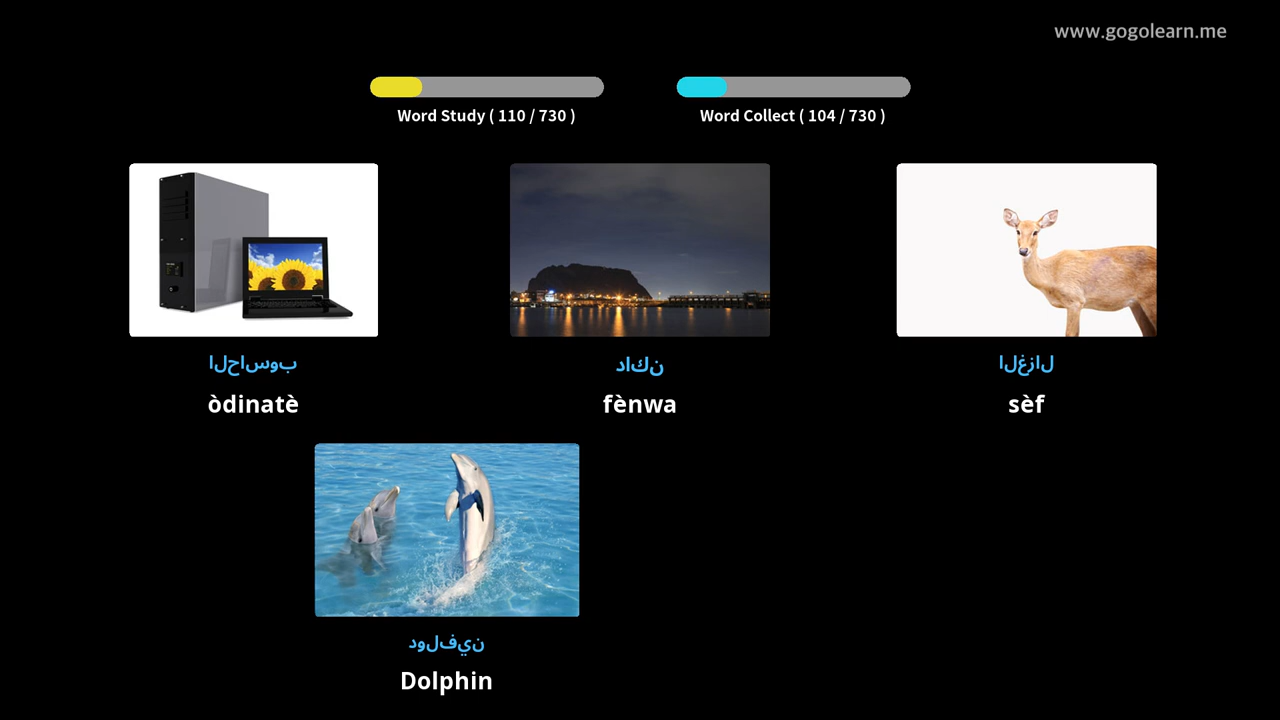 www.gogolearn.me
Word Study ( 110 / 730 )
Word Collect ( 104 / 730 )
الحاسوب
òdinatè
داكن
fènwa
الغزال
sèf
دولفين
Dolphin